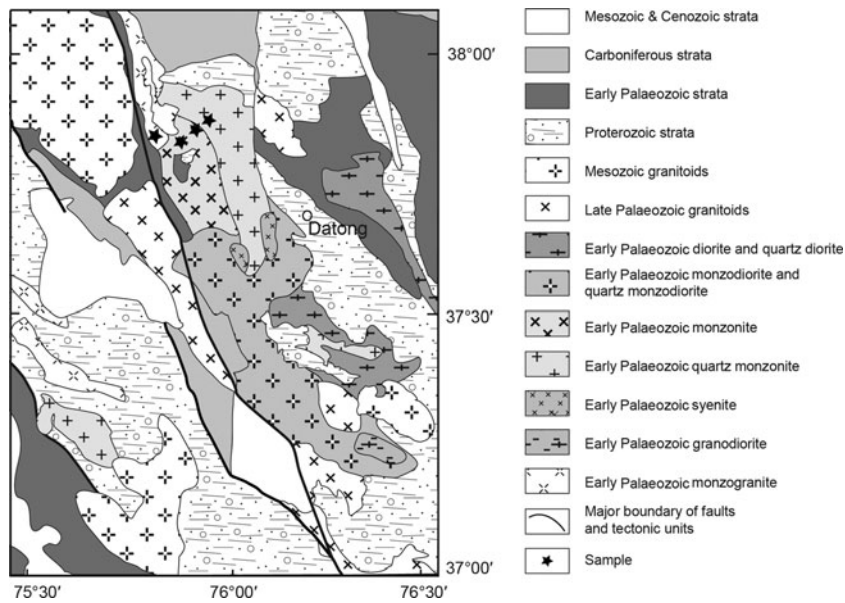 Mesozoic & Cenozoic strata
38°00′
Carboniferous strata
Early Palaeozoic strata
Proterozoic strata
Mesozoic granitoids
Late Palaeozoic granitoids
Datong
Early Palaeozoic diorite and quartz diorite
Early Palaeozoic monzodiorite and
quartz monzodiorite
37°30′
Early Palaeozoic monzonite
Early Palaeozoic quartz monzonite
Early Palaeozoic syenite
Early Palaeozoic granodiorite
Early Palaeozoic monzogranite
Major boundary of faults
and tectonic units
Sample
37°00′
75°30′ 76°00′ 76°30′